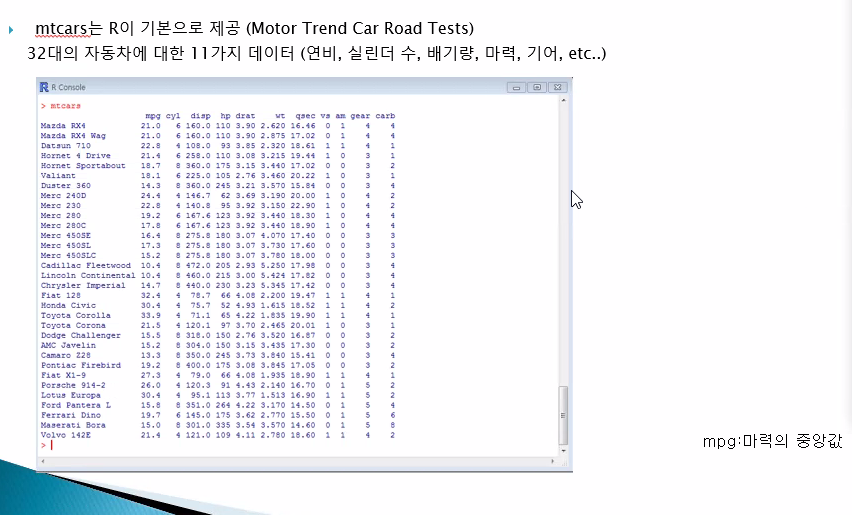 mtcars는 R이 기본으로 제공 (Motor Trend Car Road Tests)
32대의 자동차에 대한 11가지 데이터 (연비, 실린더 수, 배기량, 마력, 기어, etc..)
R Console
> mtcars
mpg cyl disp hp drat wt qsec vs am gear carb
Mazda RX4 21.0 6 160.0 110 3.90 2.620 16.46 0 1 4 4
Mazda RX4 Wag 21.0 6 160.0 110 3.90 2.875 17.02 0 1 4 4
Datsun 710 22.8 4 108.0 93 3.85 2.320 18.61 1 1 4 1
Hornet 4 Drive 21.4 6 258.0 110 3.08 3.215 19.44 1 0 3 1
Hornet Sportabout 18.7 8 360.0 175 3.15 3.440 17.02 0 0 3 2
Valiant 18.1 6 225.0 105 2.76 3.460 20.22 1 0 3 1
Duster 360 14.3 8 360.0 245 3.21 3.570 15.84 0 0 3 4
Merc 240D 24.4 4 146.7 62 3.69 3.190 20.00 1 0 4 2
Merc 230 22.8 4 140.8 95 3.92 3.150 22.90 1 0 4 2
Merc 280 19.2 6 167.6 123 3.92 3.440 18.30 1 0 4 4
Merc 280C 17.8 6 167.6 123 3.92 3.440 18.90 1 0 4 4
Merc 450SE 16.4 8 275.8 180 3.07 4.070 17.40 0 0 3 3
Merc 450SL 17.3 8 275.8 180 3.07 3.730 17.60 0 0 3 3
Merc 450SLC 15.2 8 275.8 180 3.07 3.780 18.00 0 0 3 3
Cadillac Fleetwood 10.4 8 472.0 205 2.93 5.250 17.98 0 0 3 4
Lincoln Continental 10.4 8 460.0 215 3.00 5.424 17.82 0 0 3 4
Chrysler Imperial 14.7 8 440.0 230 3.23 5.345 17.42 0 0 3 4
Fiat 128 32.4 4 78.7 66 4.08 2.200 19.47 1 1 4 1
Honda Civic 30.4 4 75.7 52 4.93 1.615 18.52 1 1 4 2
Toyota Corolla 33.9 4 71.1 65 4.22 1.835 19.90 1 1 4 1
Toyota Corona 21.5 4 120.1 97 3.70 2.465 20.01 1 0 3 1
Dodge Challenger 15.5 8 318.0 150 2.76 3.520 16.87 0 0 3 2
AMC Javelin 15.2 8 304.0 150 3.15 3.435 17.30 0 0 3 2
Camaro Z28 13.3 8 350.0 245 3.73 3.840 15.41 0 0 3 4
Pontiac Firebird 19.2 8 400.0 175 3.08 3.845 17.05 0 0 3 2
Fiat X1-9 27.3 4 79.0 66 4.08 1.935 18.90 1 1 4 1
Porsche 914-2 26.0 4 120.3 91 4.43 2.140 16.70 0 1 5 2
Lotus Europa 30.4 4 95.1 113 3.77 1.513 16.90 1 1 5 2
Ford Pantera L 15.8 8 351.0 264 4.22 3.170 14.50 0 1 5 4
Ferrari Dino 19.7 6 145.0 175 3.62 2.770 15.50 0 1 5 6
Maserati Bora 15.0 8 301.0 335 3.54 3.570 14.60 0 1 5 8
Volvo 142E 21.4 4 121.0 109 4.11 2.780 18.60 1 1 4 2
>
mpg:마력의 중앙값